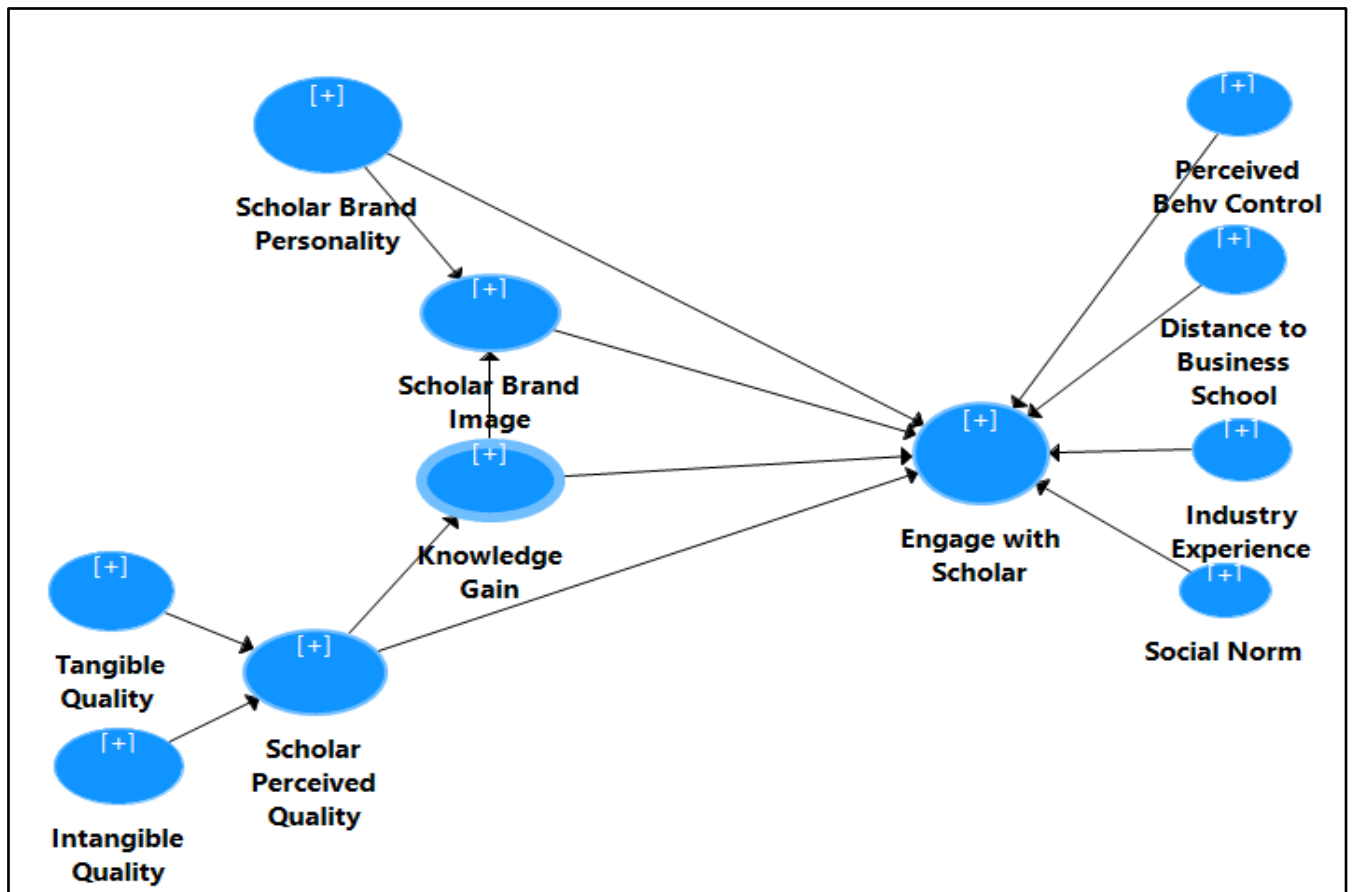 [+]
Scholar Brand
Personality
[+]
Scholar Brand
Image
[+]
Knowledge
Gain
[+]
Tangible
Quality
[+]
Intangible
Quality
[+]
Scholar
Perceived
Quality
[+]
Engage with
Scholar
[+]
Perceived
Behv Control
[+]
Distance to
Business
School
[+]
Industry
Experience
[+]
Social Norm